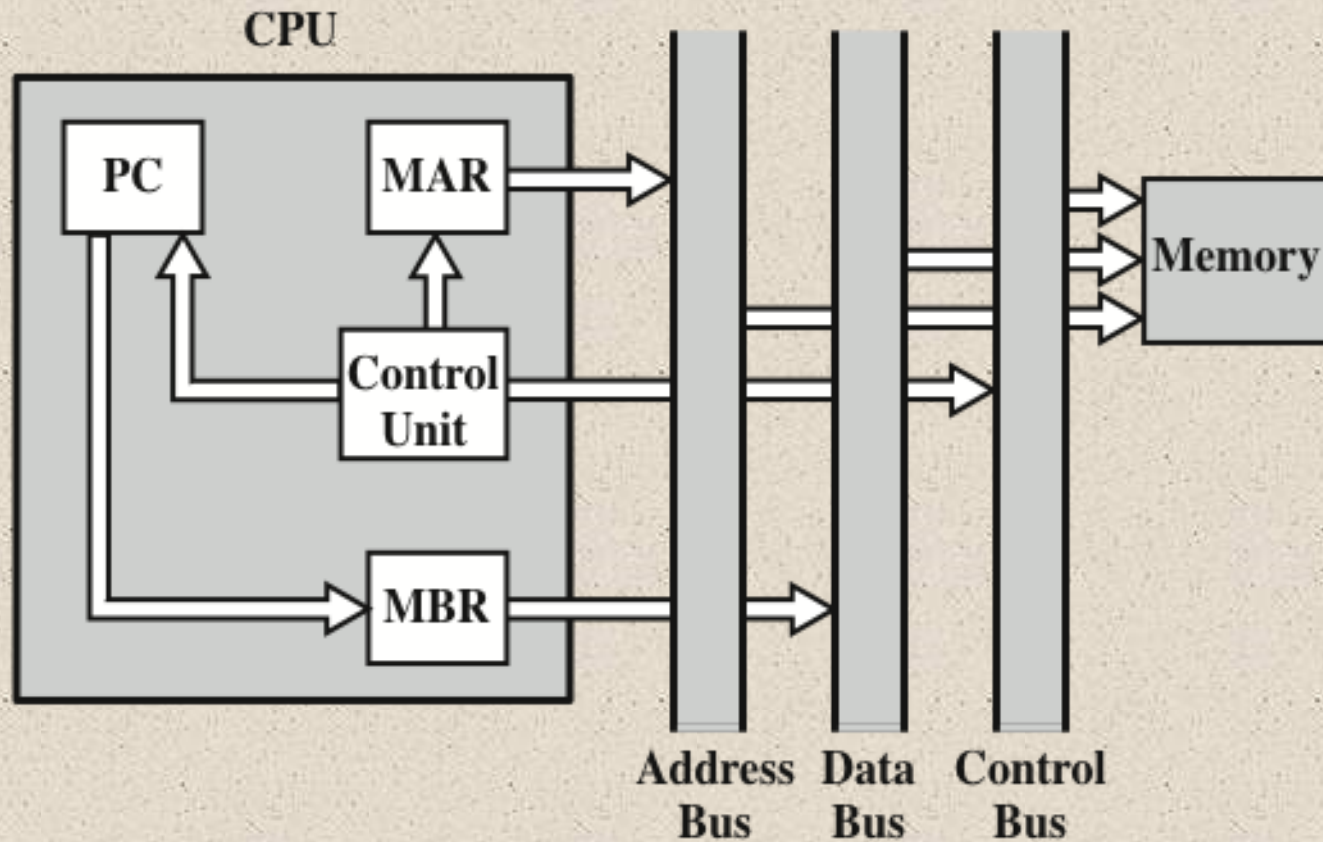 CPU
PC
MAR
Memory
Control
Unit
MBR
Address
Bus
Data
Bus
Control
Bus